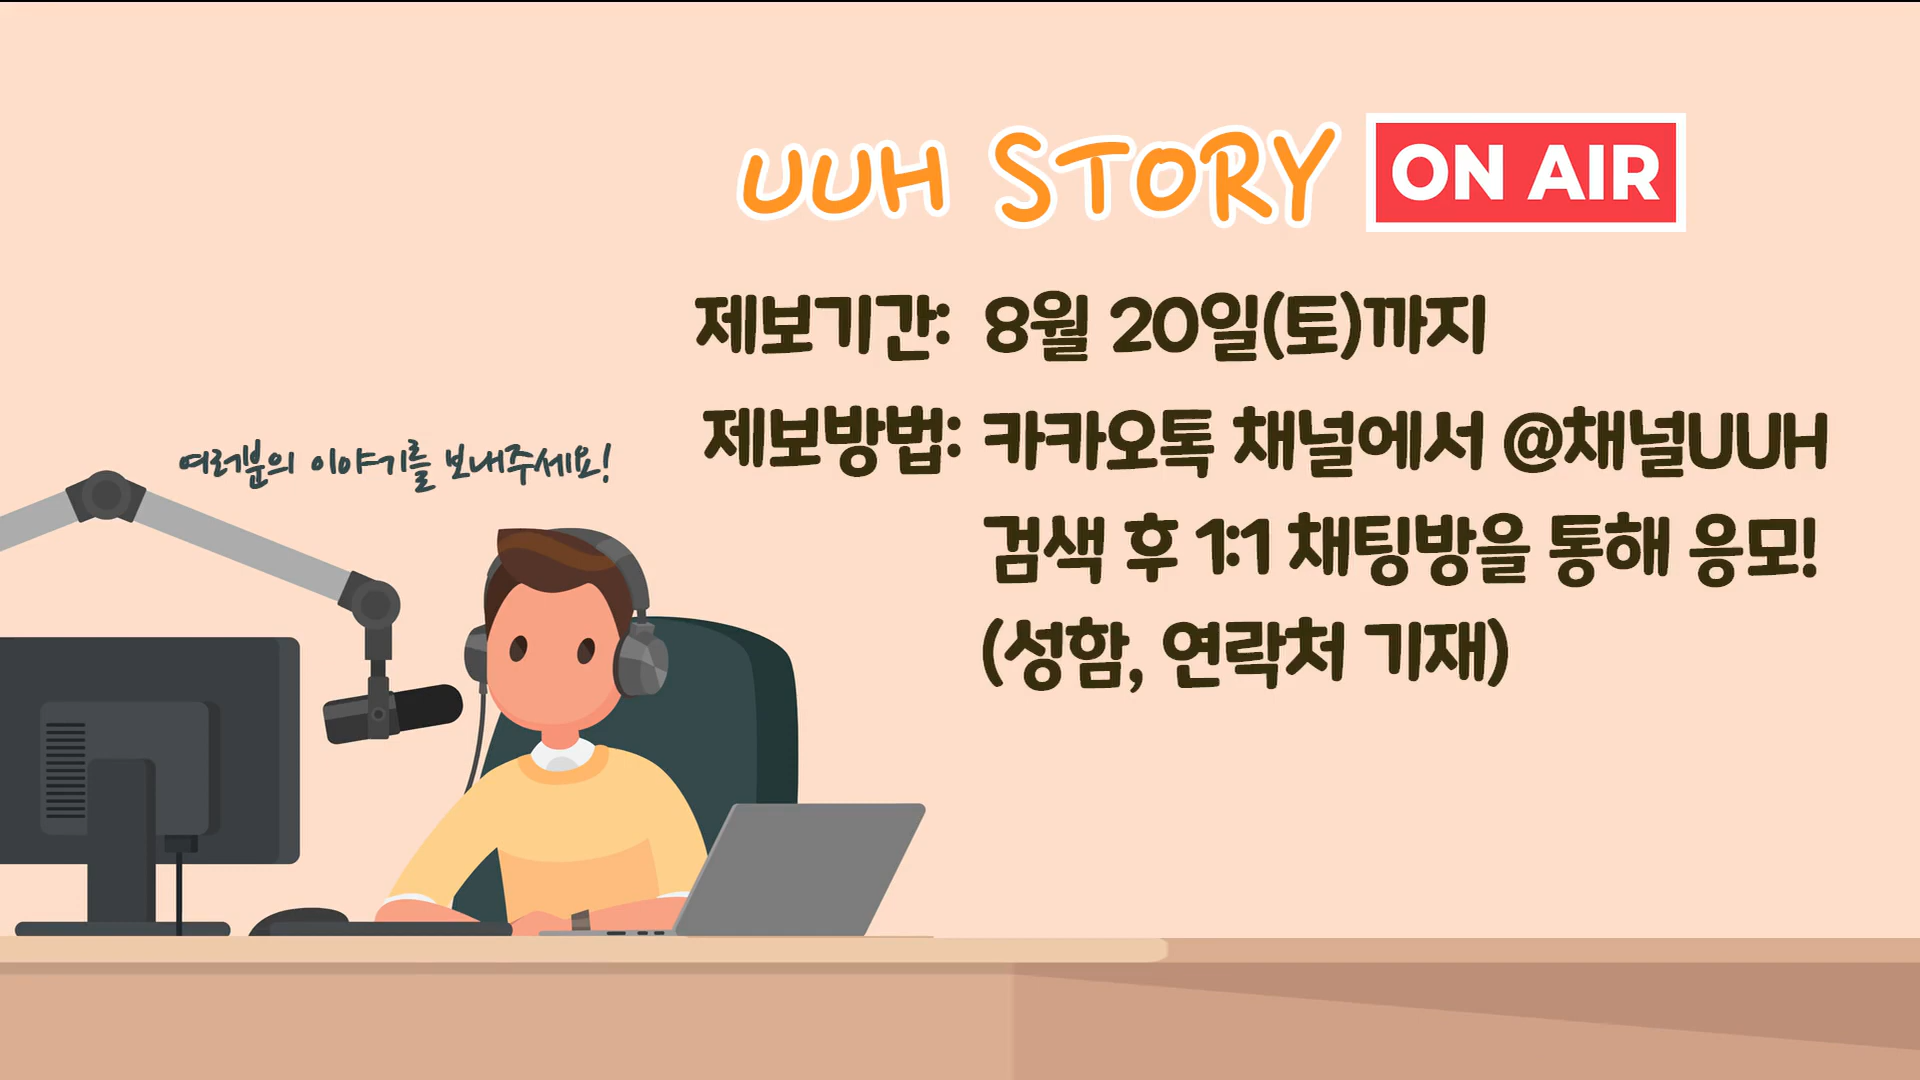 UUH STORY ON AIR
제보기간: 8월 20일(토)까지
제보방법: 카카오톡 채널에서 @채널UUH
검색 후 1:1 채팅방을 통해 응모!
(성함, 연락처 기재)
여러분의 이야기를 보내주세요!